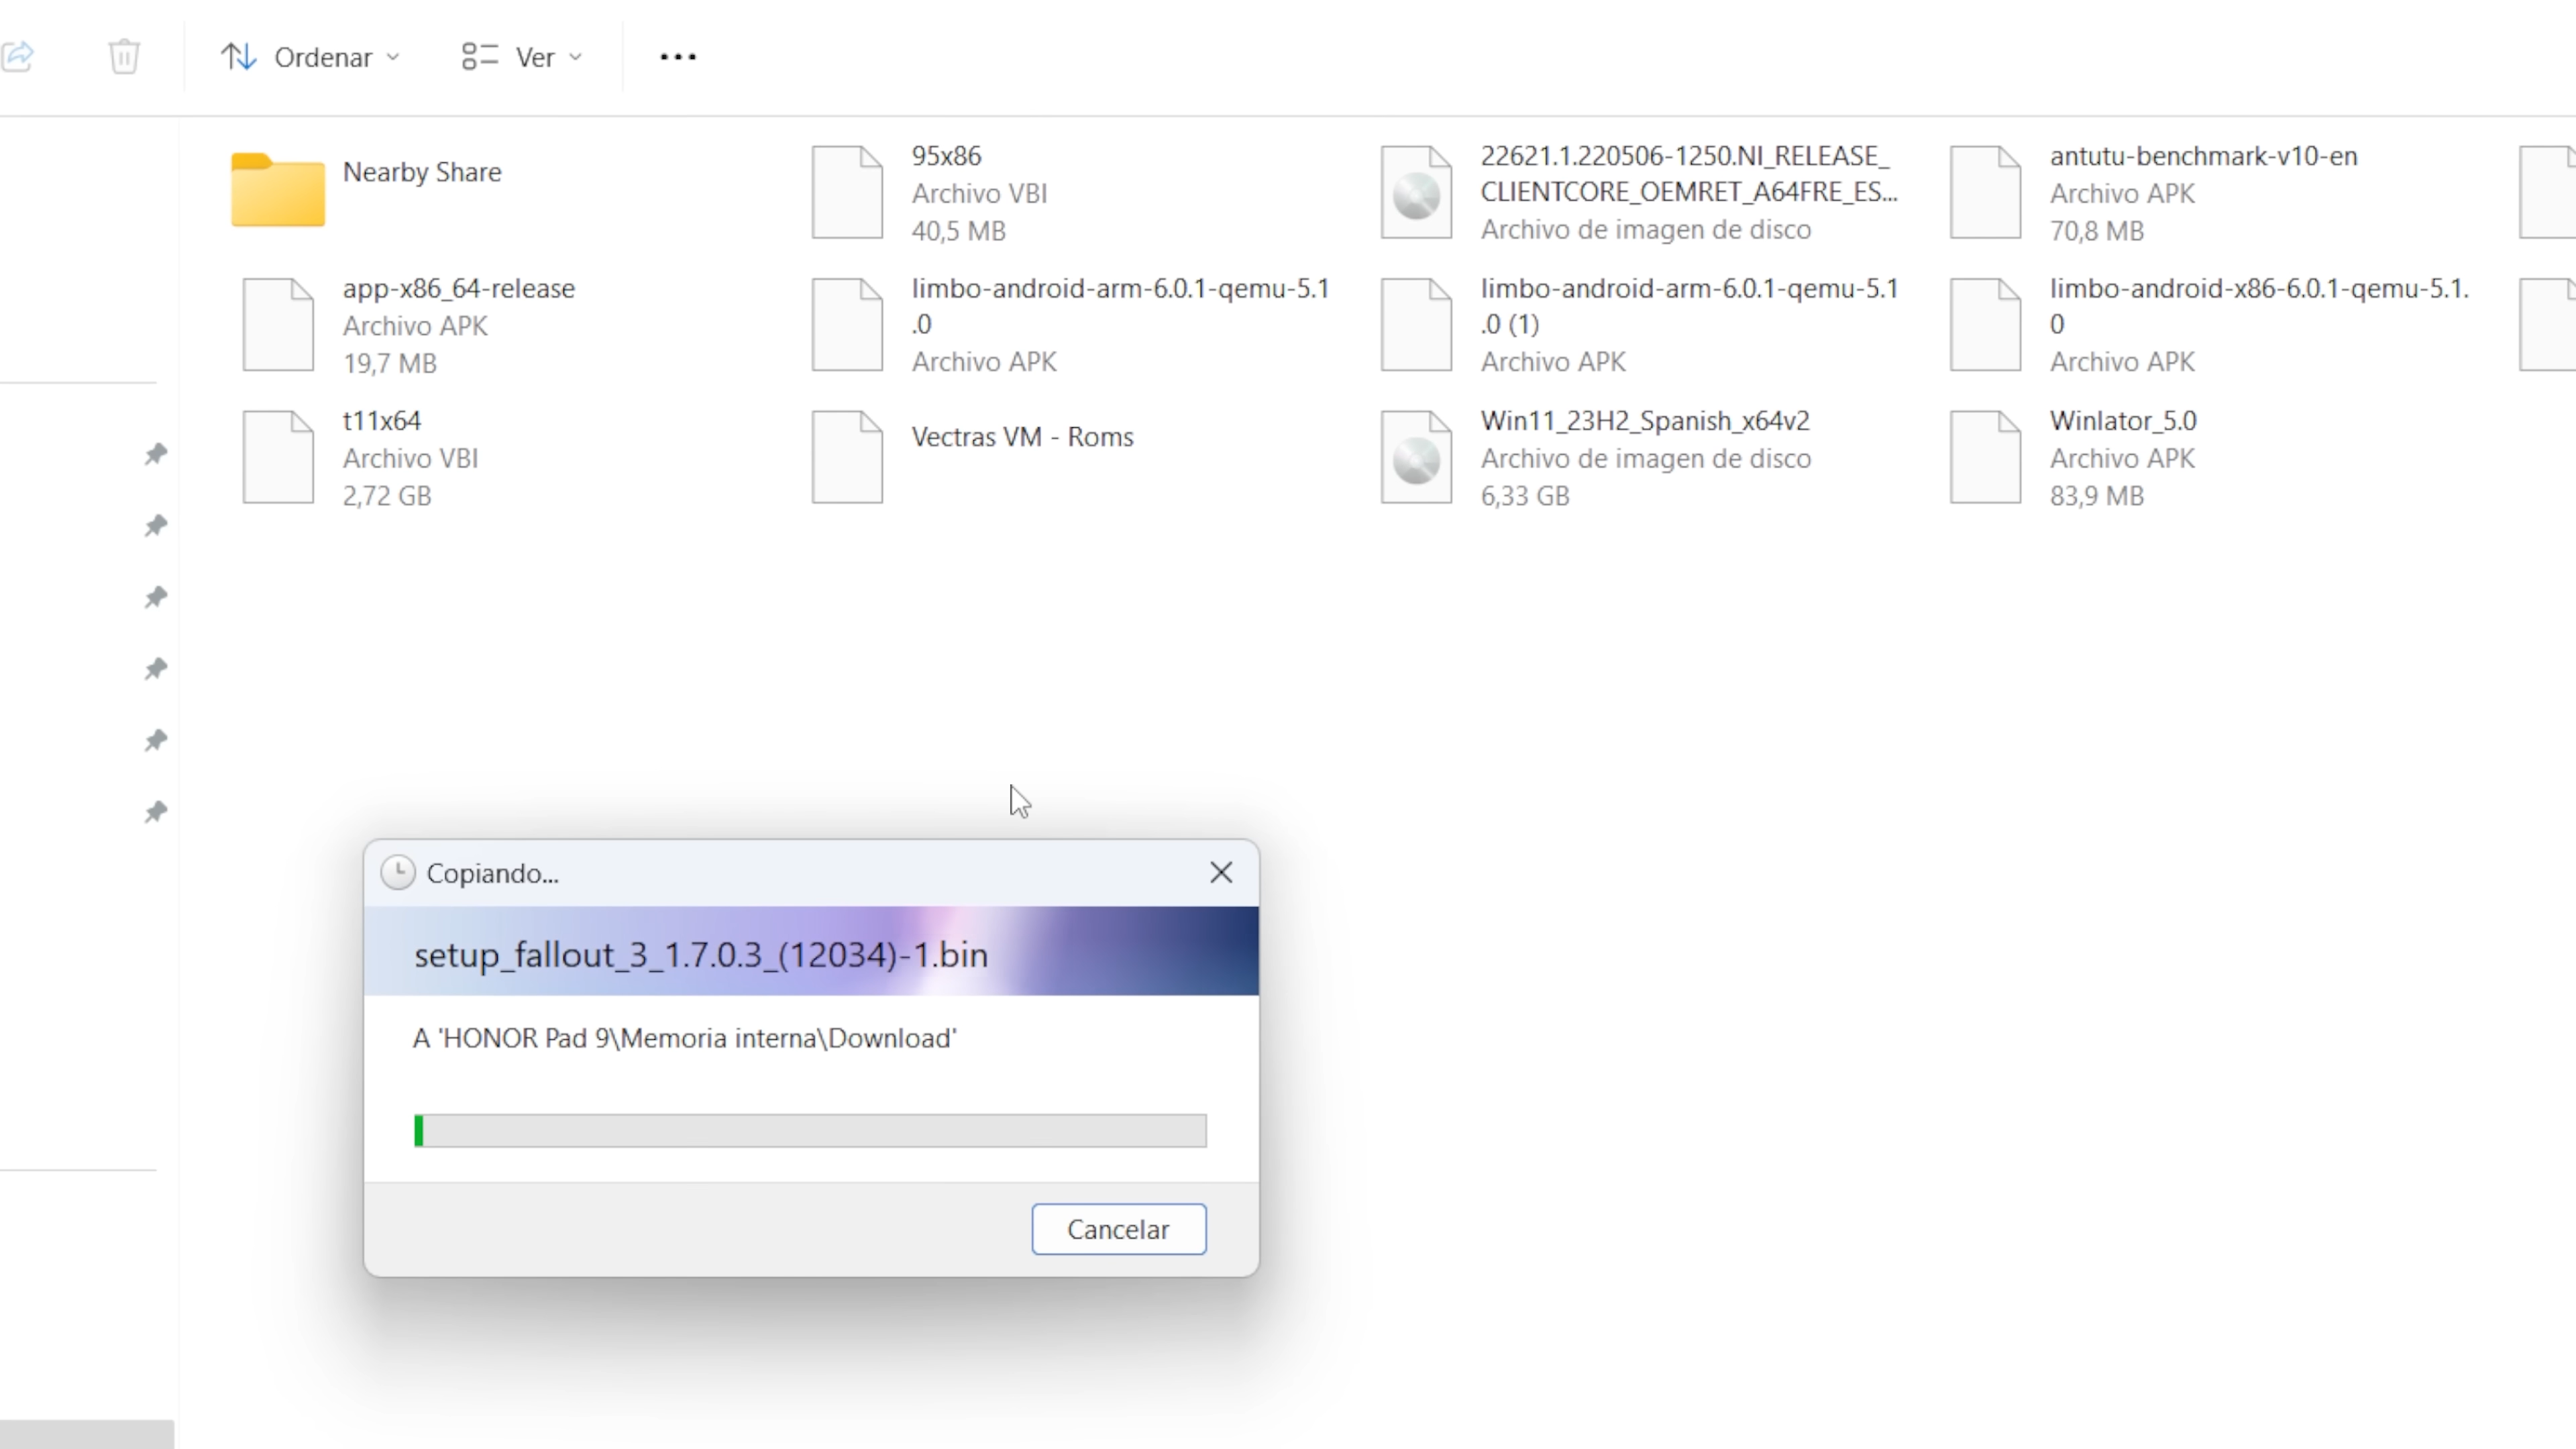 Ordenar
Ver
Nearby Share
95x86
Archivo VBI
40,5 MB
22621.1.220506-1250.NI_RELEASE_
CLIENTCORE_OEMRET_A64FRE_ES...
Archivo de imagen de disco
antutu-benchmark-v10-en
Archivo APK
70,8 MB
app-x86_64-release
Archivo APK
19,7 MB
limbo-android-arm-6.0.1-qemu-5.1
.0
Archivo APK
limbo-android-arm-6.0.1-qemu-5.1
.0 (1)
Archivo APK
limbo-android-x86-6.0.1-qemu-5.1.
0
Archivo APK
t11x64
Archivo VBI
2,72 GB
Vectras VM - Roms
Win11_23H2_Spanish_x64v2
Archivo de imagen de disco
6,33 GB
Winlator_5.0
Archivo APK
83,9 MB
Copiando...
setup_fallout_3_1.7.0.3_(12034)-1.bin
A 'HONOR Pad 9\Memoria interna\Download'
Cancelar